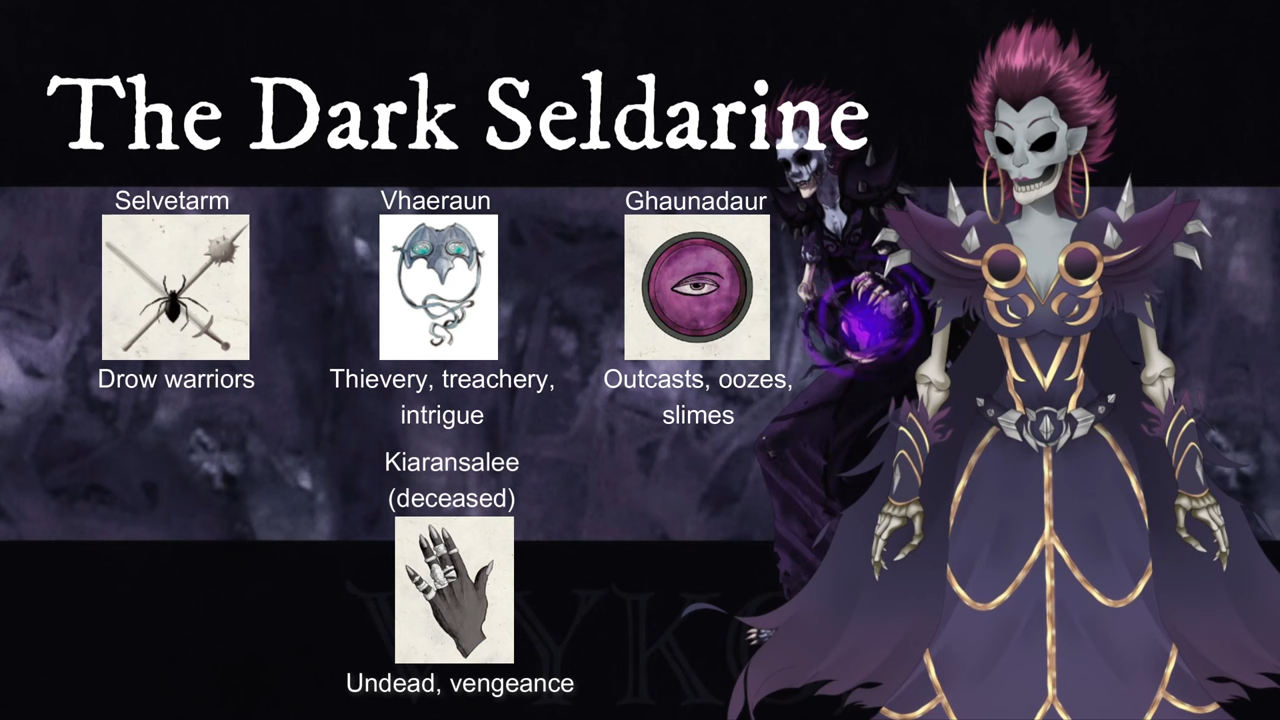 The Dark Seldarine
Selvetarm
Vhaeraun
Ghaunadaur
Drow warriors
Thievery, treachery,
intrigue
Outcasts, oozes,
slimes
Kiaransalee
(deceased)
Undead, vengeance